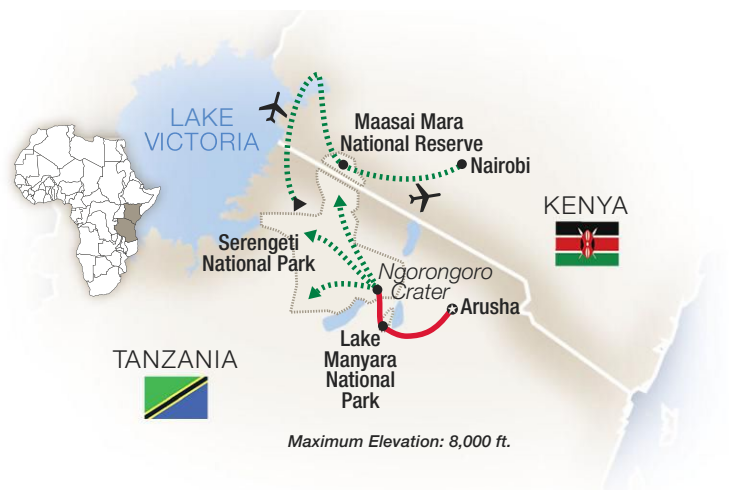 LAKE
VICTORIA
Maasai Mara
National Reserve
Nairobi
KENYA
Serengeti
National Park
Ngorongoro
Crater
Arusha
Lake
Manyara
National
Park
TANZANIA
Maximum Elevation: 8,000 ft.